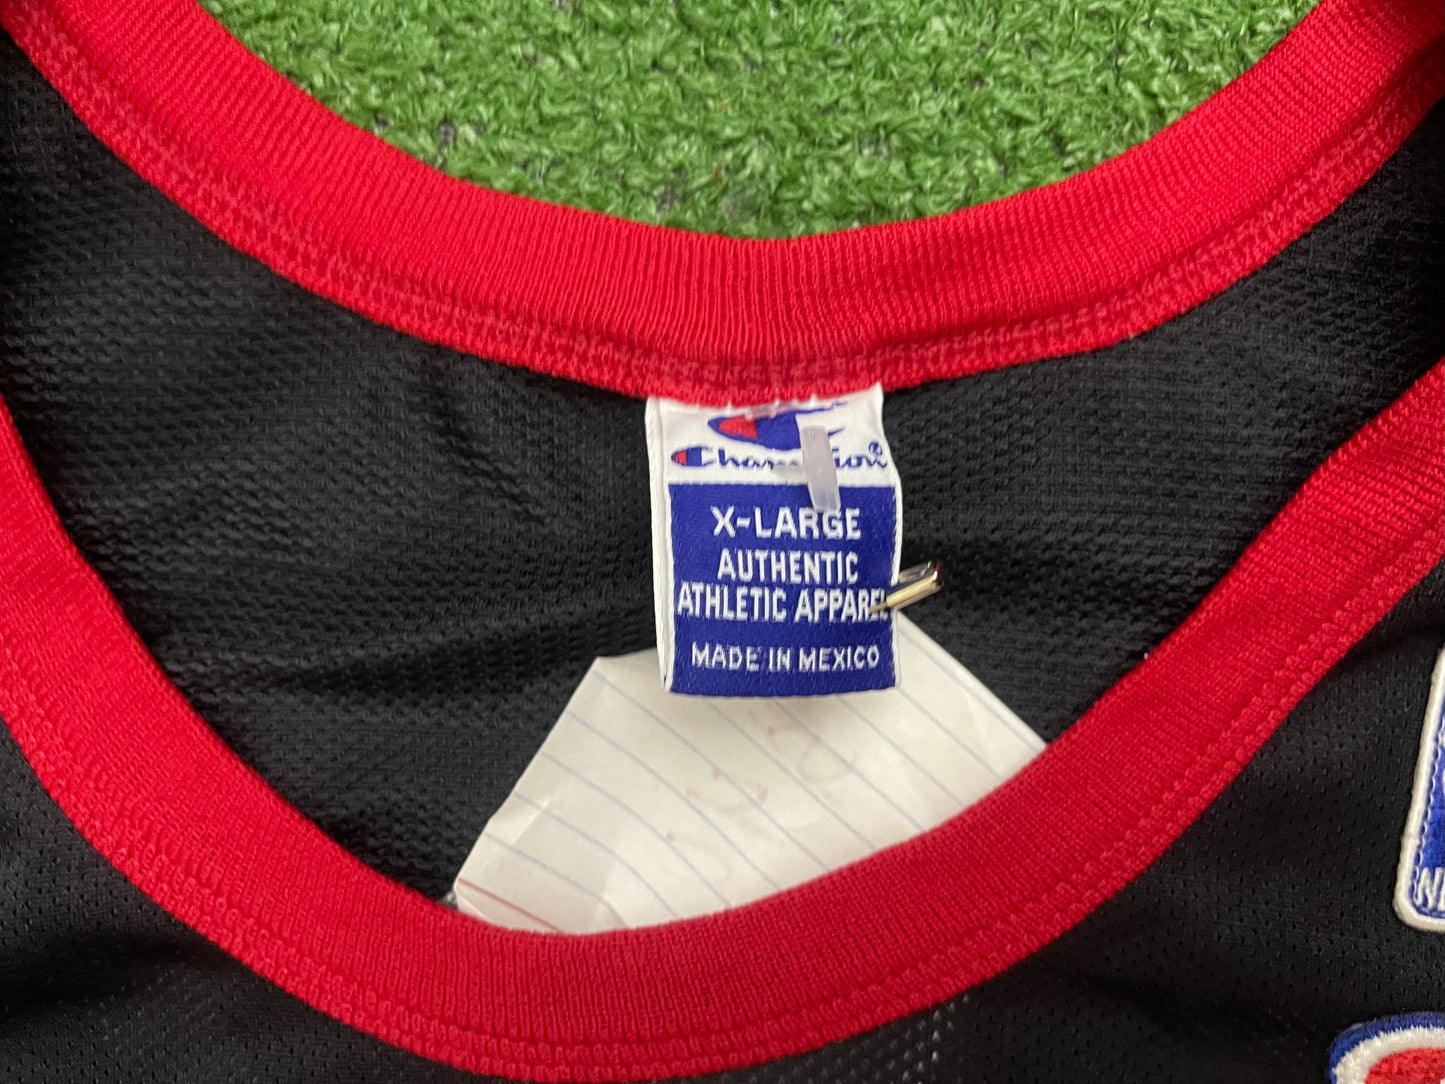 Champion®
X-LARGE
AUTHENTIC
ATHLETIC APPAREL
MADE IN MEXICO